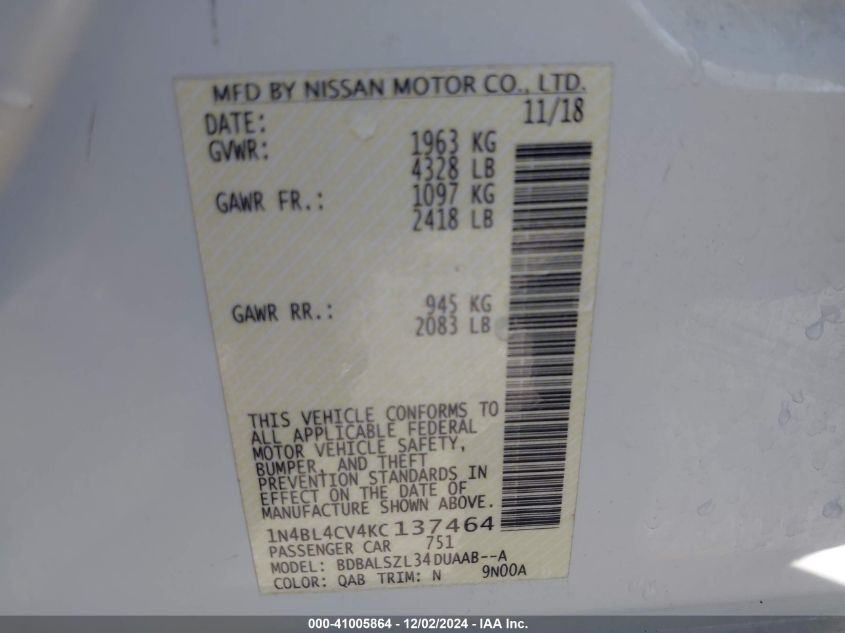 MFD BY NISSAN MOTOR CO., LTD.
DATE: 11/18
GVWR: 1963 KG
4328 LB
GAWR FR.: 1097 KG
2418 LB
GAWR RR.: 945 KG
2083 LB
THIS VEHICLE CONFORMS TO
ALL APPLICABLE FEDERAL
MOTOR VEHICLE SAFETY,
BUMPER, AND THEFT
PREVENTION STANDARDS IN
EFFECT ON THE DATE OF
MANUFACTURE SHOWN ABOVE.
1N4BL4CV4KC137464
PASSENGER CAR 751
MODEL: BDBALSZL34DUAAB--A
COLOR: QAB TRIM: N 9N00A
000-41005864 - 12/02/2024 - IAA Inc.